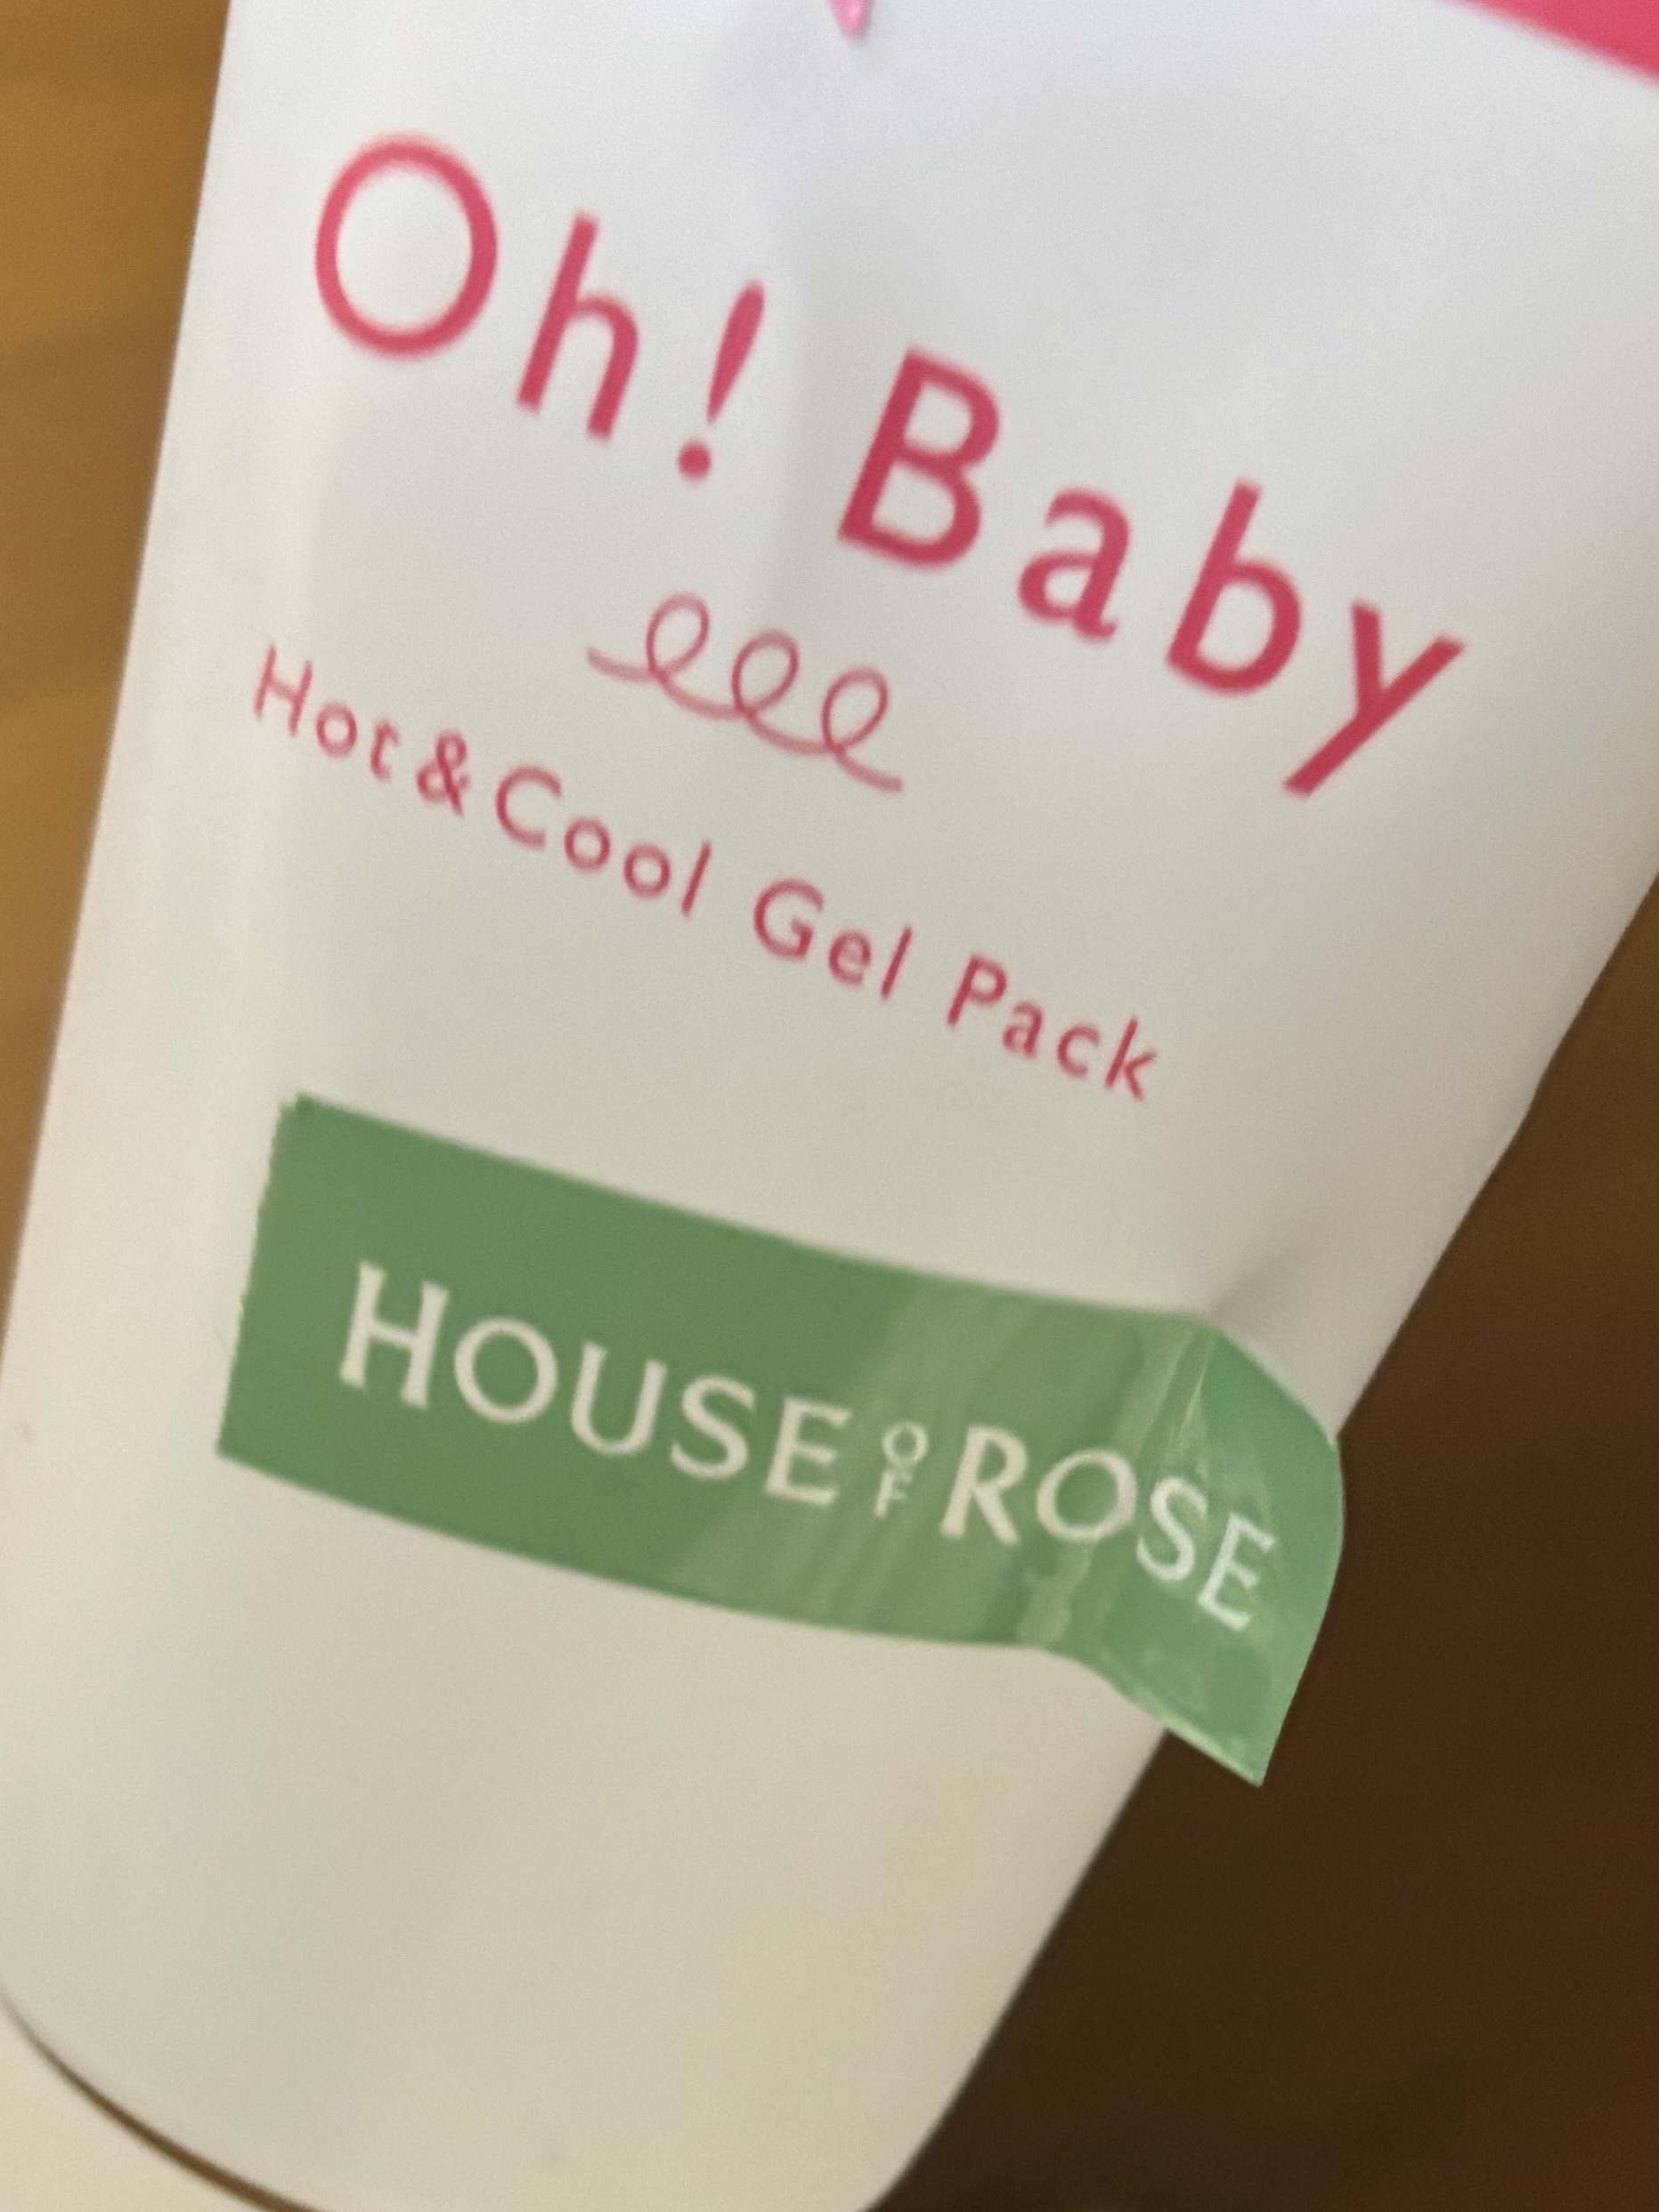 Oh! Baby
Hot & Cool Gel Pack
HOUSE OF ROSE